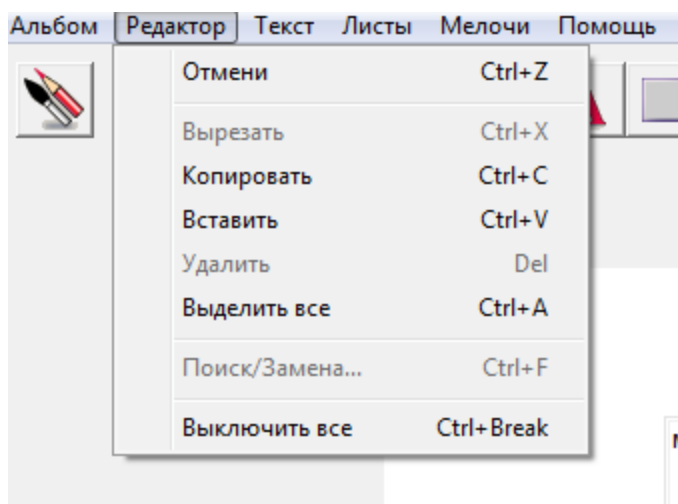 Альбом Редактор Текст Листы Мелочи Помощь
Отмени Ctrl+Z
Вырезать Ctrl+X
Копировать Ctrl+C
Вставить Ctrl+V
Удалить Del
Выделить все Ctrl+A
Поиск/Замена... Ctrl+F
Выключить все Ctrl+Break